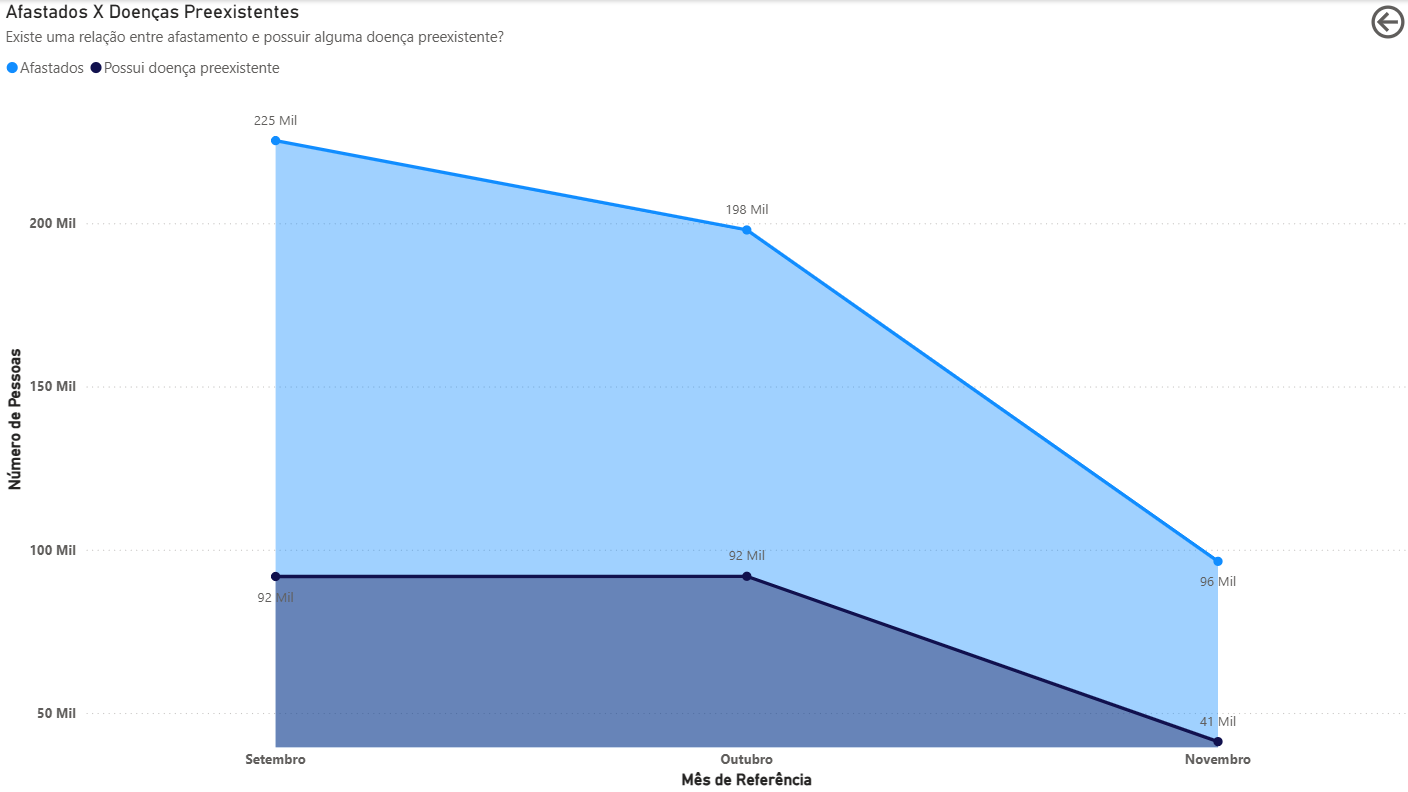 Afastados X Doenças Preexistentes
Existe uma relação entre afastamento e possuir alguma doença preexistente?
Afastados Possui doença preexistente
225 Mil
198 Mil
200 Mil
150 Mil
100 Mil
92 Mil
96 Mil
92 Mil
41 Mil
50 Mil
Número de Pessoas
Setembro Outubro Novembro
Mês de Referência